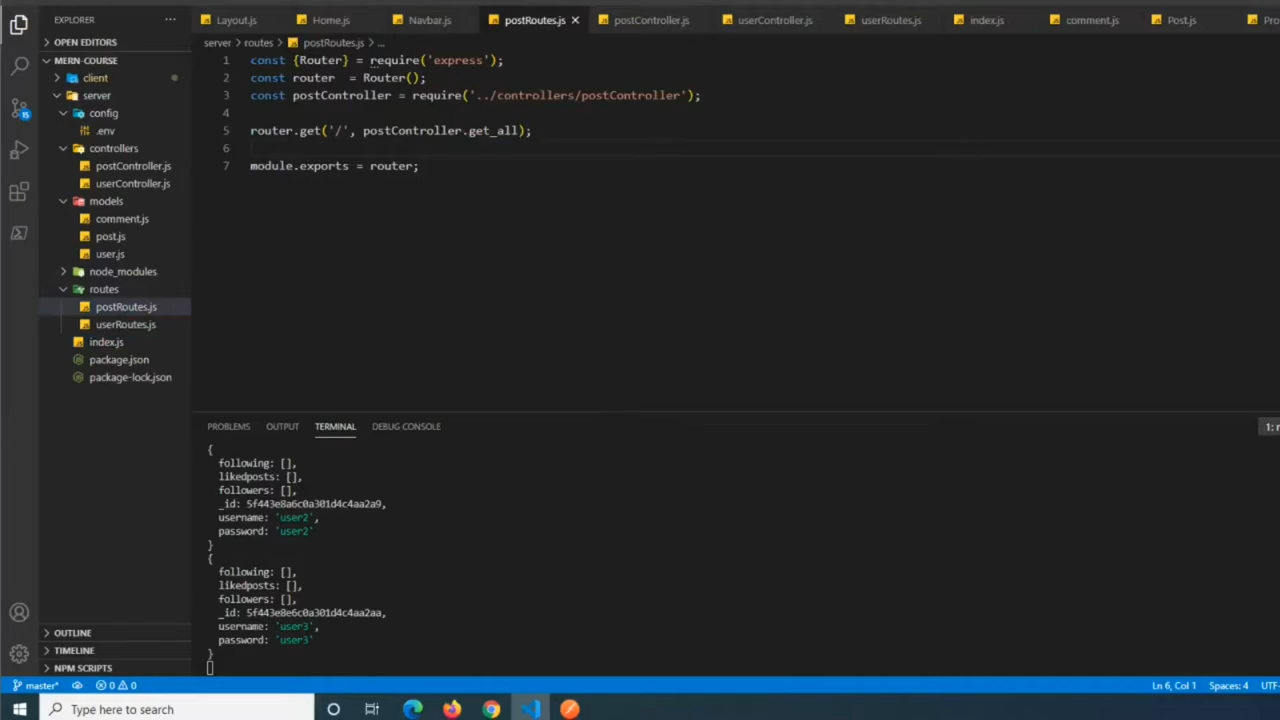 EXPLORER
Layout.js
Home.js
Navbar.js
postRoutes.js
postController.js
userController.js
userRoutes.js
index.js
comment.js
Post.js
OPEN EDITORS
server
routes
postRoutes.js
...
MERN-COURSE
client
server
config
.env
controllers
postController.js
userController.js
models
comment.js
post.js
user.js
node_modules
routes
postRoutes.js
userRoutes.js
index.js
package.json
package-lock.json
1 const {Router} = require('express');
2 const router  = Router();
3 const postController = require('../controllers/postController');
4
5 router.get('/', postController.get_all);
6
7 module.exports = router;
PROBLEMS OUTPUT TERMINAL DEBUG CONSOLE
1:
{
following: [],
likedposts: [],
followers: [],
_id: 5f443e8a6c0a301d4c4aa2a9,
username: 'user2',
password: 'user2'
}
{
following: [],
likedposts: [],
followers: [],
_id: 5f443e8e6c0a301d4c4aa2aa,
username: 'user3',
password: 'user3'
}
15
OUTLINE
TIMELINE
NPM SCRIPTS
master* 0 0
Ln 6, Col 1 Spaces: 4 UTF-
Type here to search